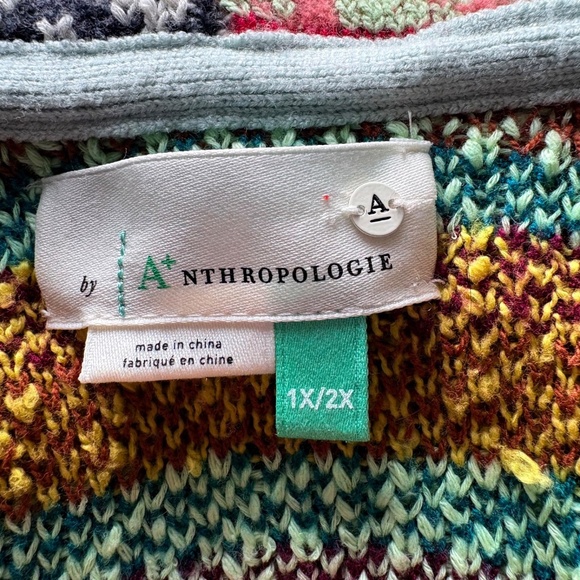 A
by A+NTHROPOLOGIE
made in china
fabriqué en chine
1X/2X